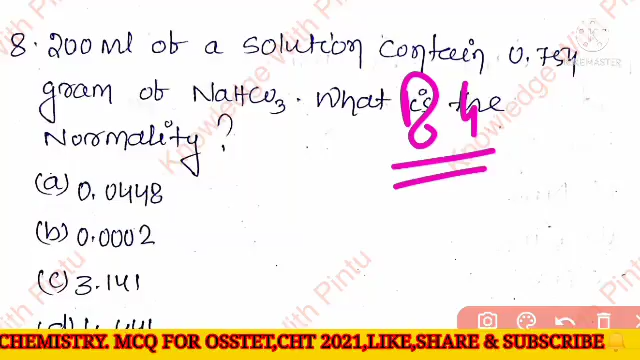 8. 200 ml of a solution contain 0.754
gram of NaHCO3. What is the
Normality?
84
(a) 0.0448
(b) 0.0002
(c) 3.141
CHEMISTRY. MCQ FOR OSSTET,CHT 2021,LIKE,SHARE & SUBSCRIBE